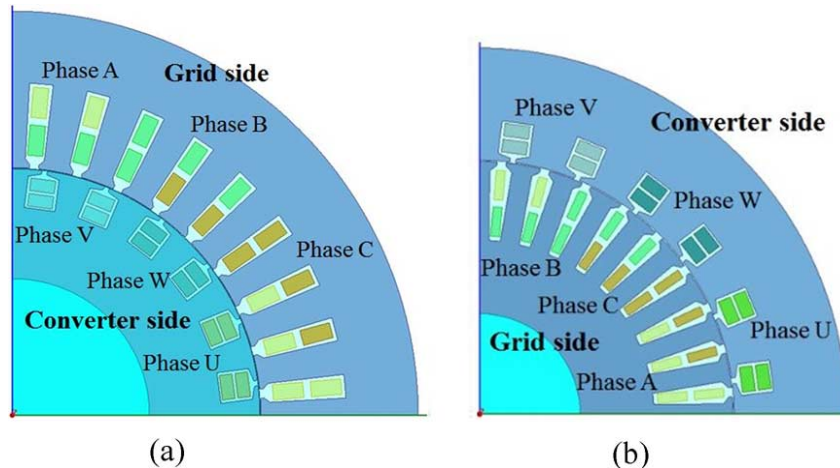 Phase A
Grid side
Phase B
Phase V
Phase W
Phase C
Converter side
Phase U
(a)
Phase V
Converter side
Phase W
Phase B
Phase C
Phase U
Grid side
Phase A
(b)